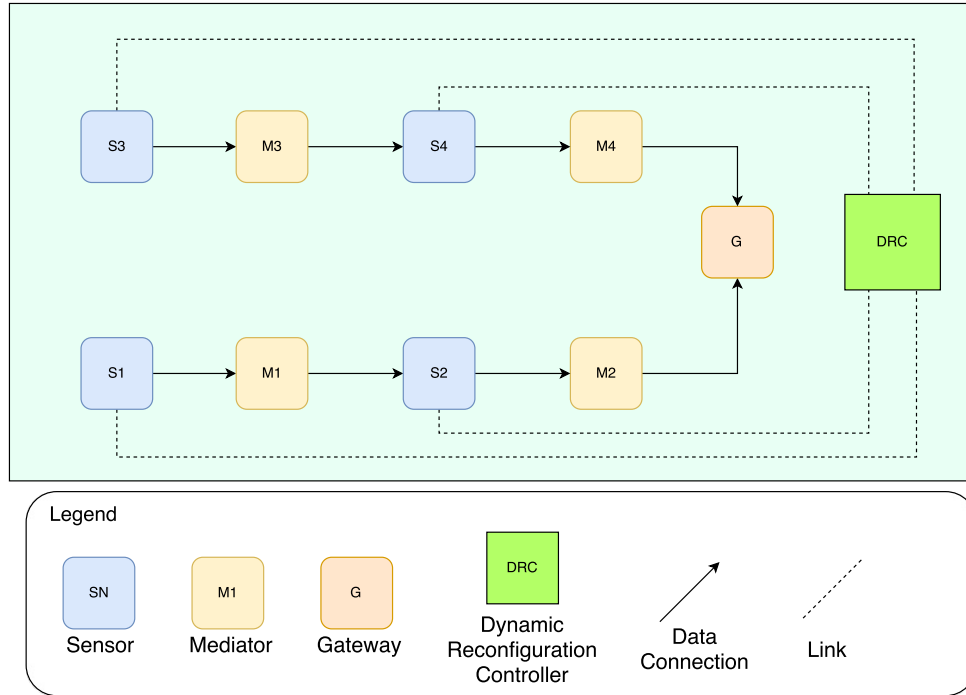 S3
M3
S4
M4
G
DRC
S1
M1
S2
M2
Legend
SN
Sensor
M1
Mediator
G
Gateway
DRC
Dynamic
Reconfiguration
Controller
Data
Connection
Link